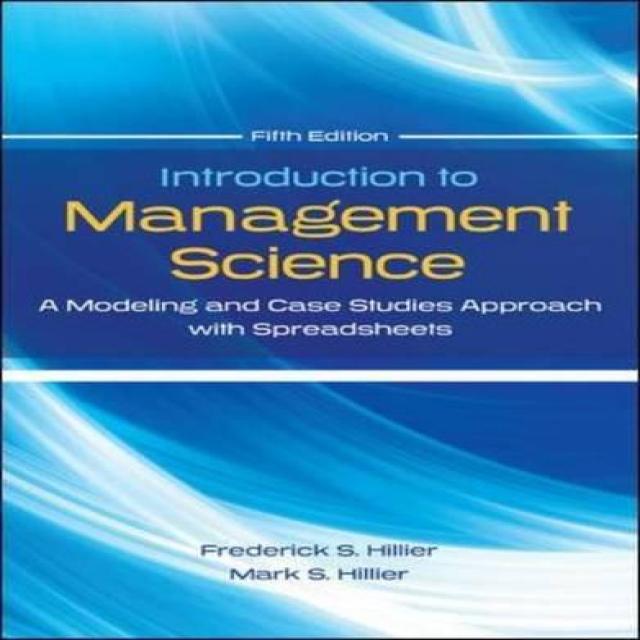 Fifth Edition
Introduction to
Management
Science
A Modeling and Case Studies Approach
with Spreadsheets
Frederick S. Hillier
Mark S. Hillier